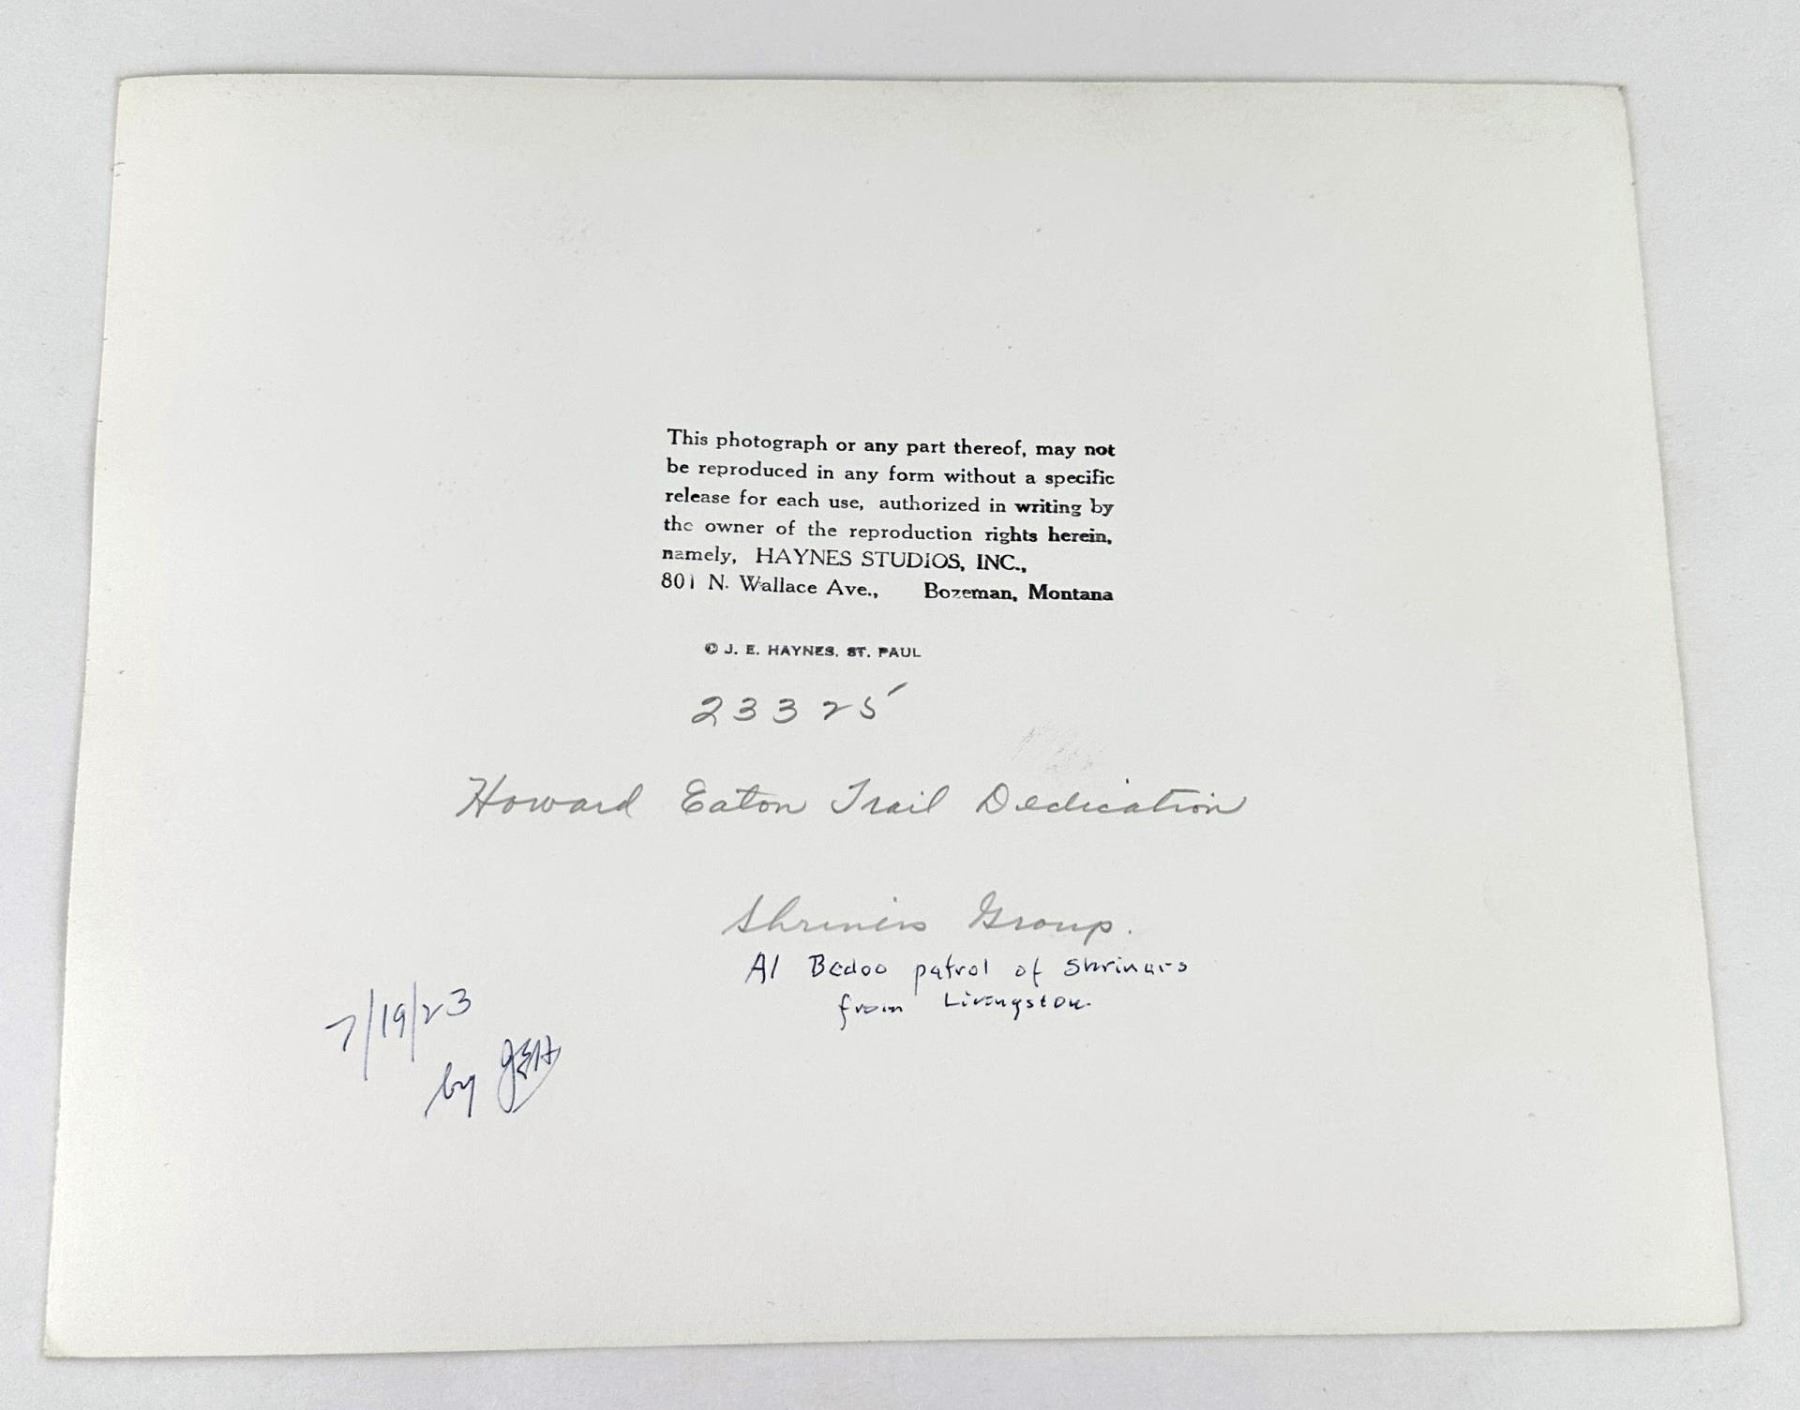 This photograph or any part thereof, may not
be reproduced in any form without a specific
release for each use, authorized in writing by
the owner of the reproduction rights herein,
namely, HAYNES STUDIOS, INC.,
801 N. Wallace Ave., Bozeman, Montana
© J. E. HAYNES, ST. PAUL
23325
Howard Eaton Trail Dedication
Shriners Group.
Al Bedoo patrol of Shriners
from Livingston.
7/19/23
by JEH